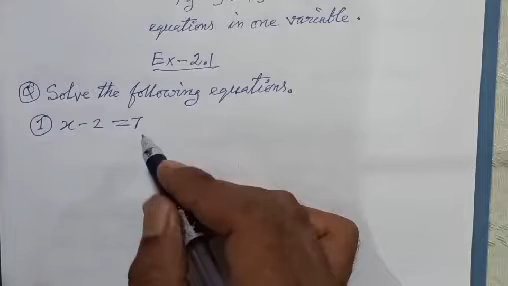 equations in one variable.
Ex-2.1
Q Solve the following equations.
1 x - 2 = 7